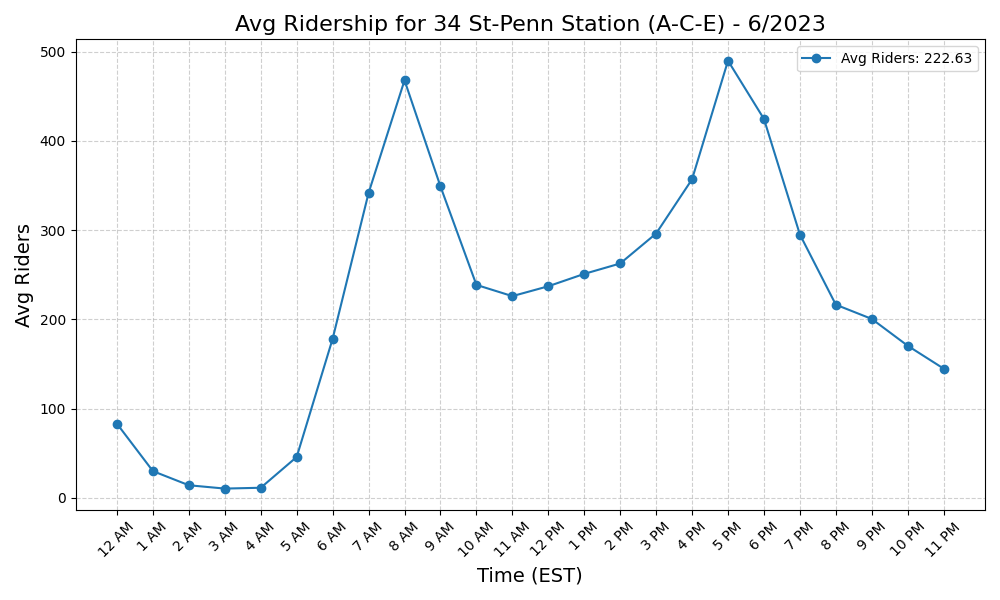 Avg Ridership for 34 St-Penn Station (A-C-E) - 6/2023
Avg Riders: 222.63
500
400
300
200
100
0
Avg Riders
12 AM
1 AM
2 AM
3 AM
4 AM
5 AM
6 AM
7 AM
8 AM
9 AM
10 AM
11 AM
12 PM
1 PM
2 PM
3 PM
4 PM
5 PM
6 PM
7 PM
8 PM
9 PM
10 PM
11 PM
Time (EST)